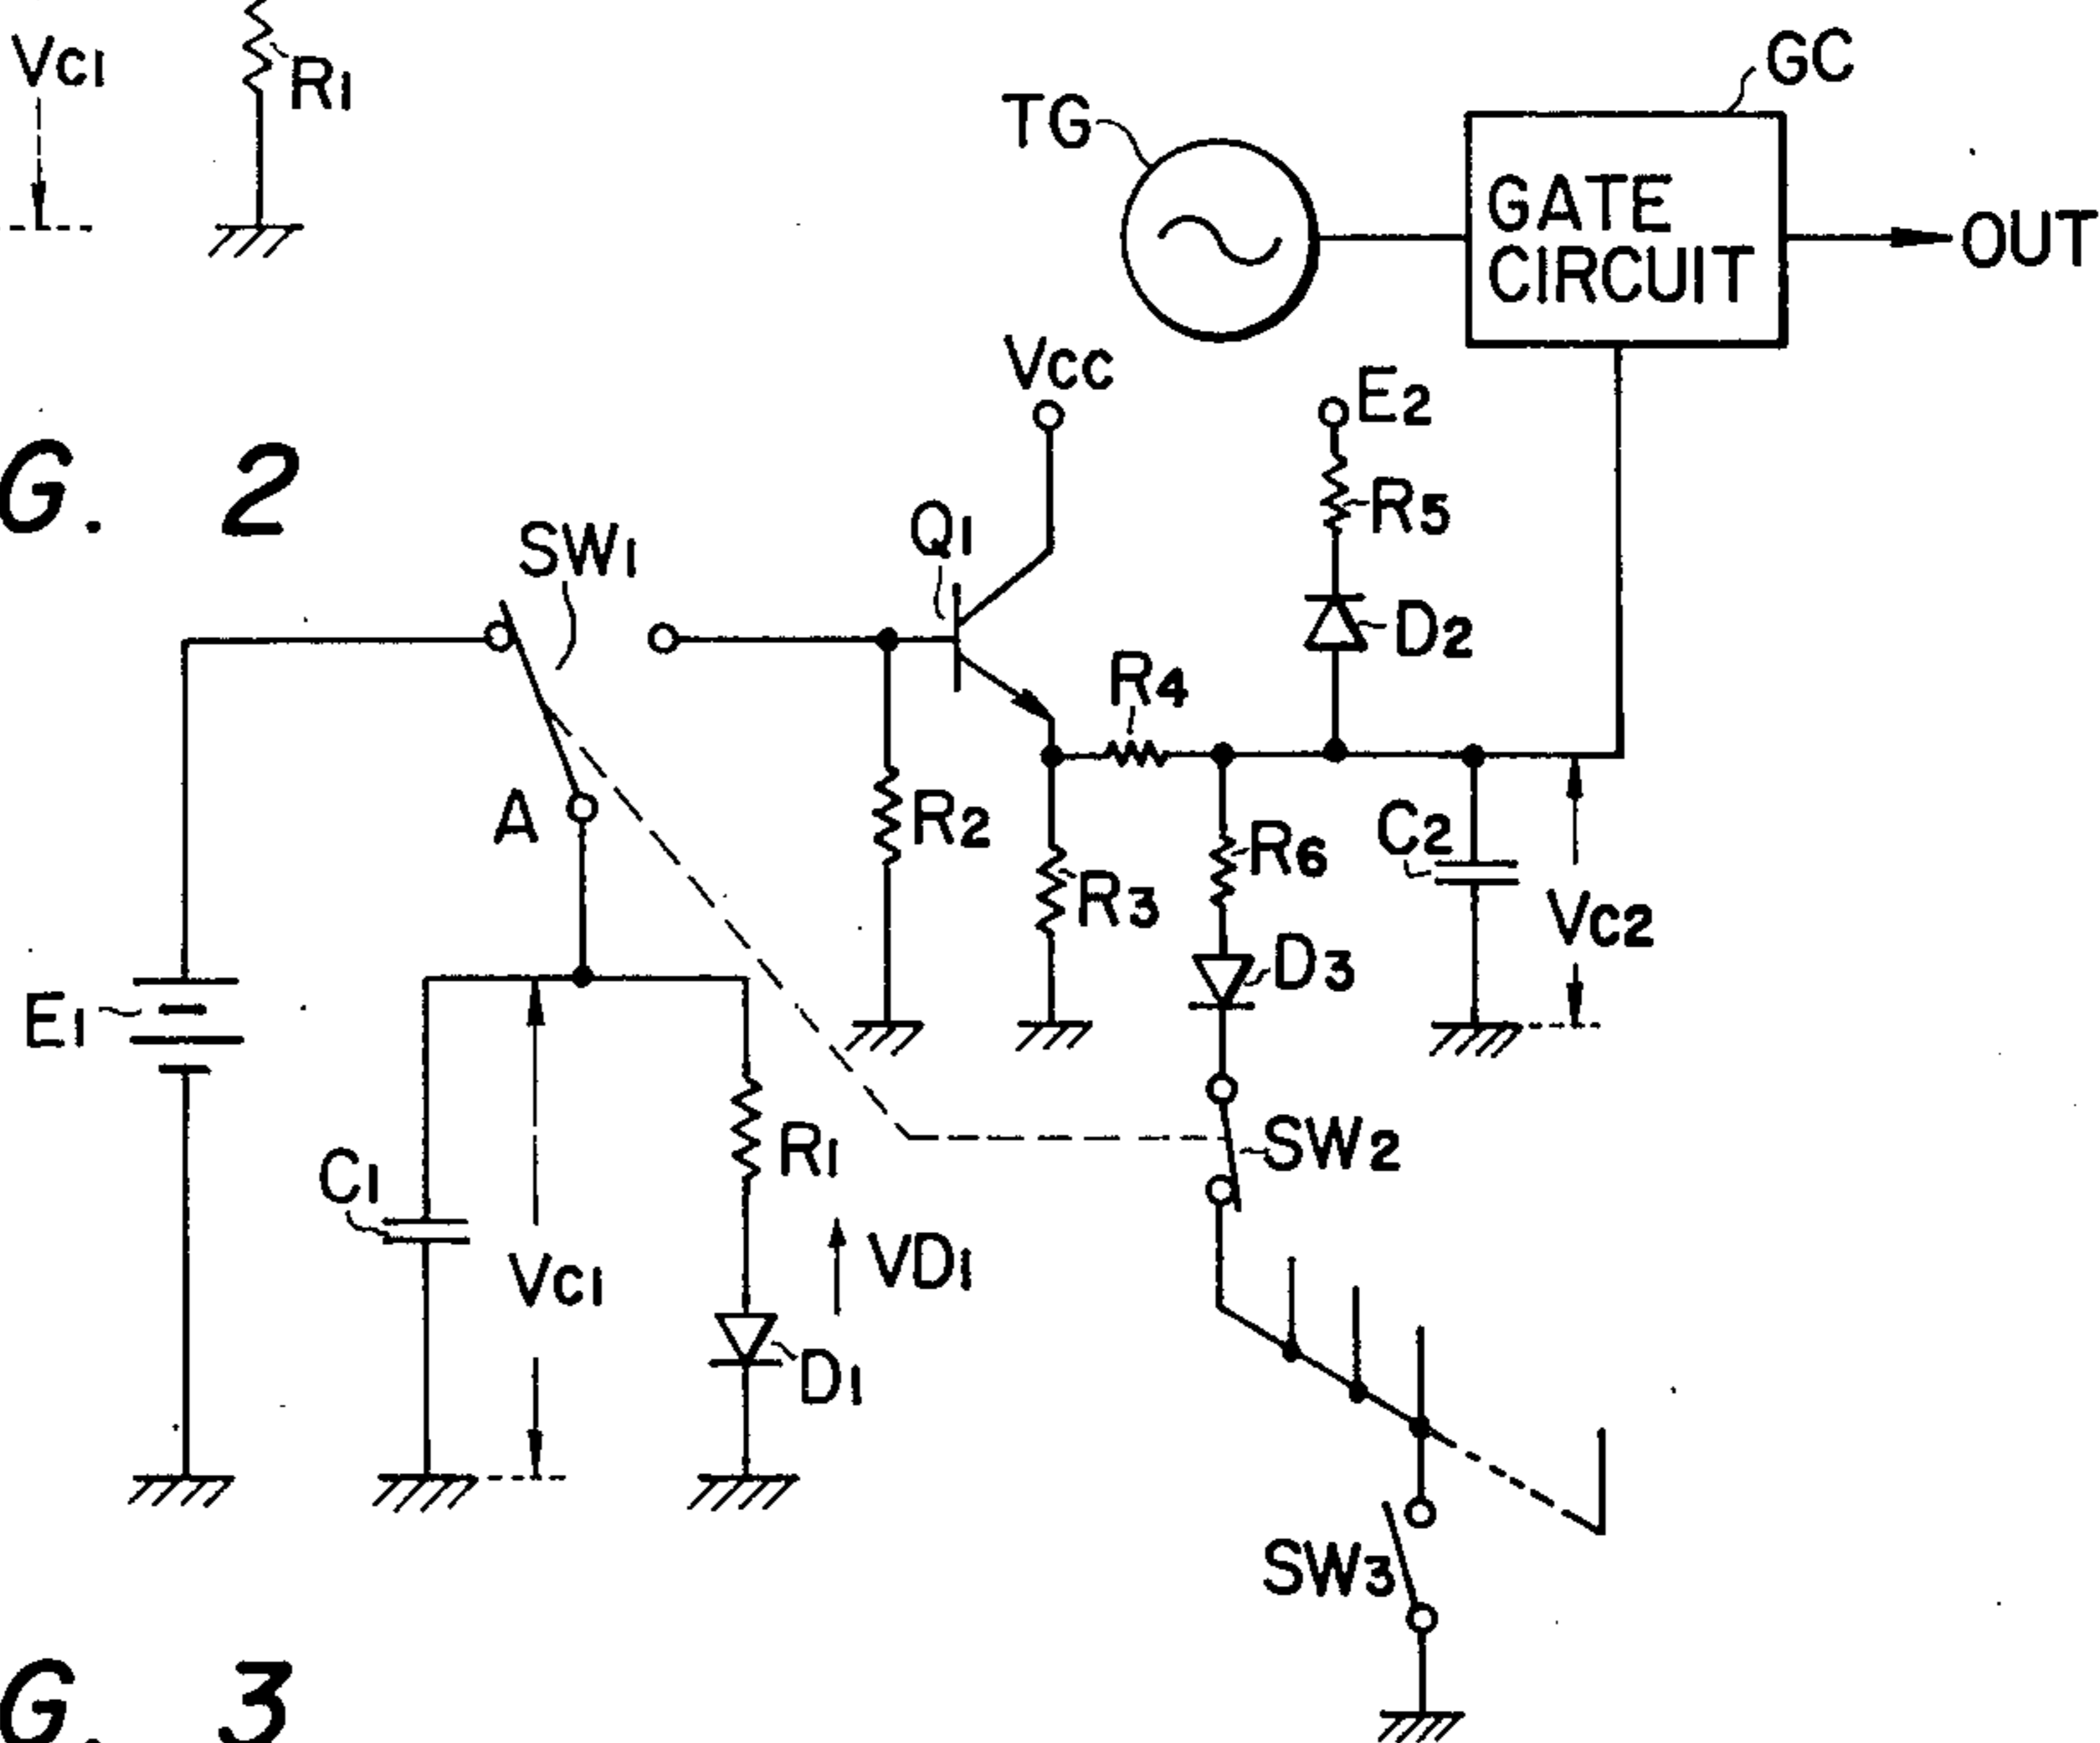 VC1
R1
GC
TG
GATE
CIRCUIT
OUT
VCC
E2
G. 2
R5
SW1
Q1
D2
R4
A
R2
C2
R6
R3
VC2
D3
E1
SW2
R1
C1
VD1
VC1
D1
SW3
G. 3